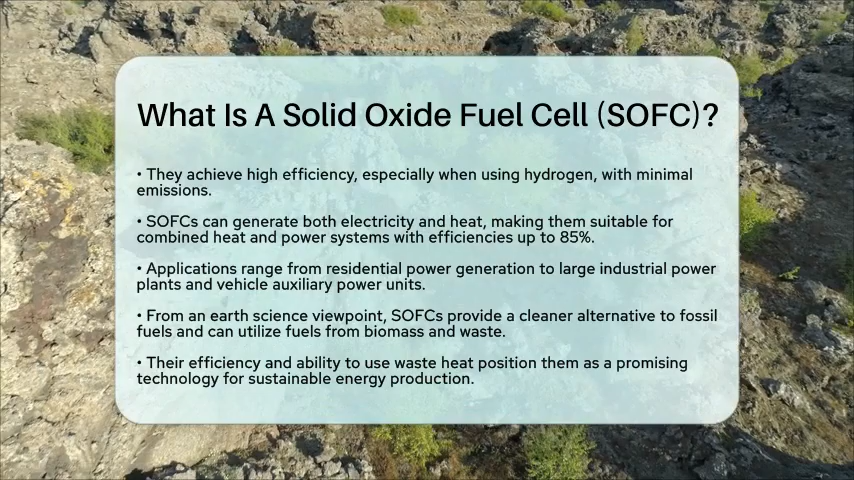 What Is A Solid Oxide Fuel Cell (SOFC)?
• They achieve high efficiency, especially when using hydrogen, with minimal
emissions.
• SOFCs can generate both electricity and heat, making them suitable for
combined heat and power systems with efficiencies up to 85%.
• Applications range from residential power generation to large industrial power
plants and vehicle auxiliary power units.
• From an earth science viewpoint, SOFCs provide a cleaner alternative to fossil
fuels and can utilize fuels from biomass and waste.
• Their efficiency and ability to use waste heat position them as a promising
technology for sustainable energy production.